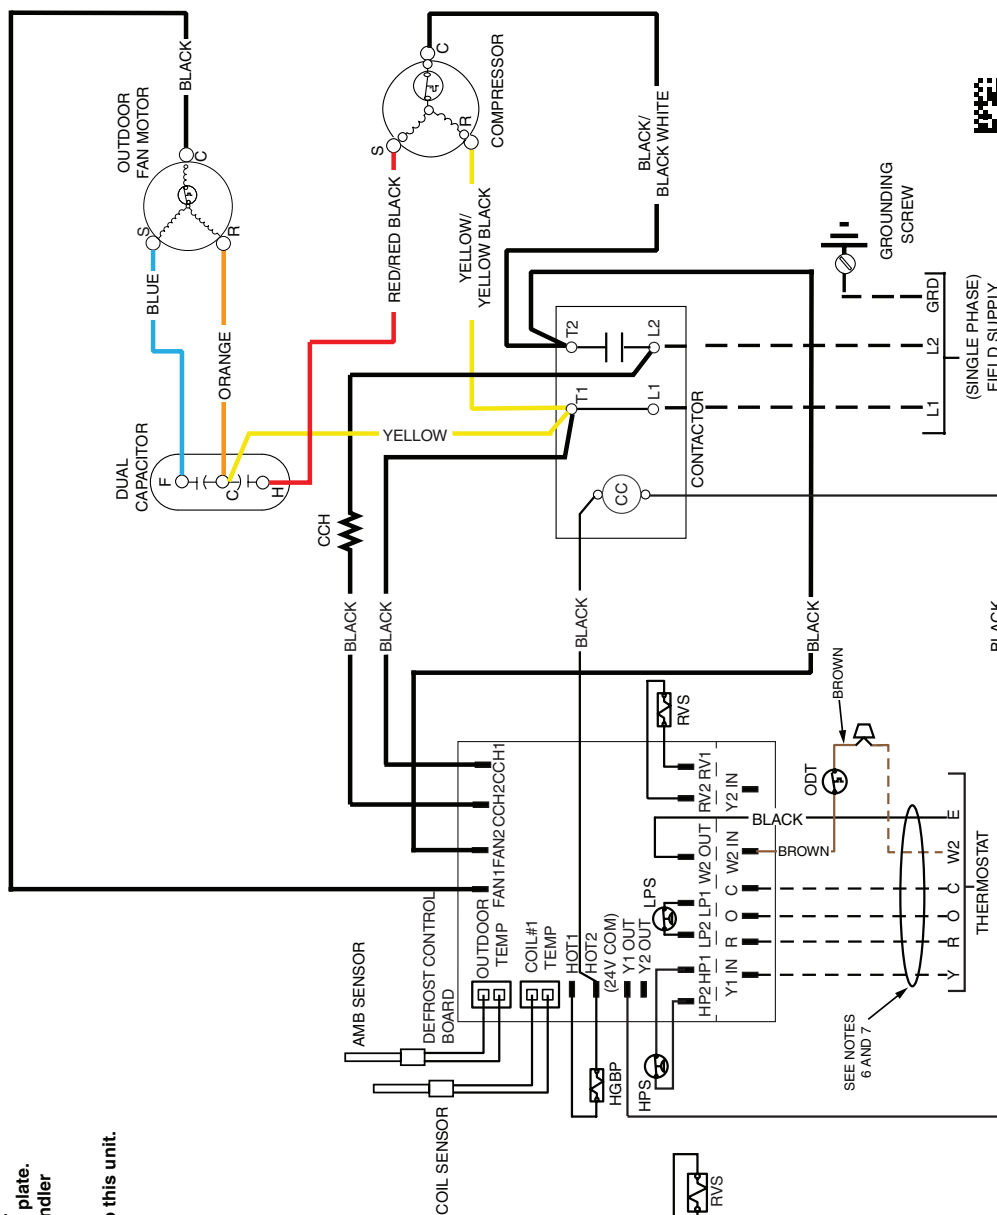 BLACK
OUTDOOR
FAN MOTOR
C
S
R
BLUE
ORANGE
DUAL
CAPACITOR
F
C
H
C
COMPRESSOR
S
R
RED/RED BLACK
YELLOW/
YELLOW BLACK
BLACK/
BLACK WHITE
GROUNDING
SCREW
YELLOW
T2
L2
T1
L1
CONTACTOR
CC
GRD
L2
L1
(SINGLE PHASE)
FIELD SUPPLY
CCH
BLACK
BLACK
BLACK
BLACK
BLACK
BROWN
RVS
ODT
FAN1 FAN2 CCH2 CCH1
OUTDOOR
TEMP
COIL#1
TEMP
HOT1
HOT2
(24V COM)
Y1 OUT
Y2 OUT
DEFROST CONTROL
BOARD
AMB SENSOR
COIL SENSOR
HGBP
HPS
LPS
HP2 HP1 LP2 LP1 W2 OUT RV2 RV1
Y1 IN R O C W2 IN Y2 IN
BLACK
BROWN
Y R O C W2 E
THERMOSTAT
SEE NOTES
6 AND 7
RVS
plate.
this unit.